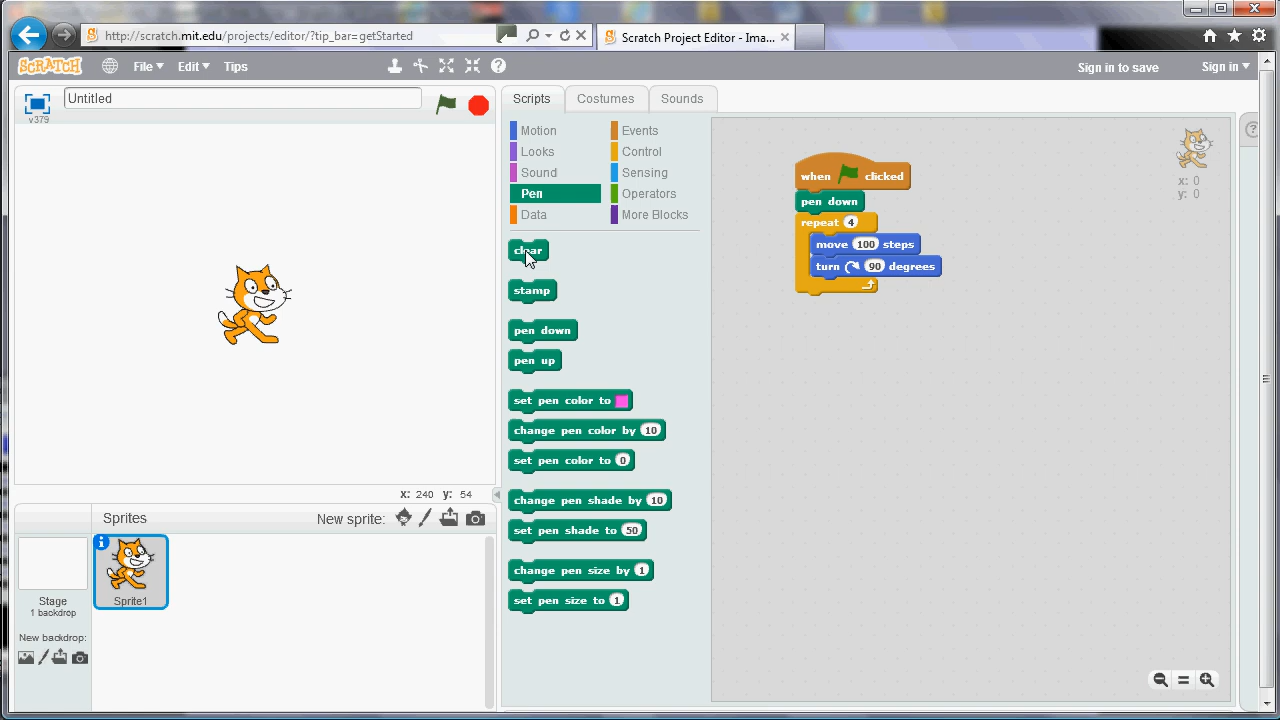 http://scratch.mit.edu/projects/editor/?tip_bar=getStarted
Scratch Project Editor - Ima...
SCRATCH
File
Edit
Tips
Sign in to save
Sign in
v379
Untitled
Scripts
Costumes
Sounds
Motion
Events
Looks
Control
Sound
Sensing
Pen
Operators
Data
More Blocks
clear
stamp
pen down
pen up
set pen color to
change pen color by 10
set pen color to 0
change pen shade by 10
set pen shade to 50
change pen size by 1
set pen size to 1
when clicked
pen down
repeat 4
move 100 steps
turn 90 degrees
x: 0
y: 0
x: 240 y: 54
Sprites
New sprite:
Stage
1 backdrop
New backdrop:
Sprite1